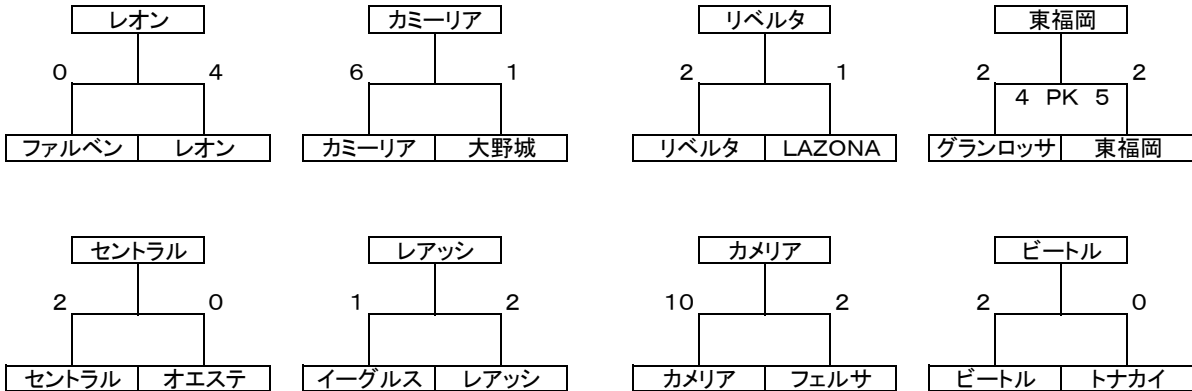 レオン カミーリア リベルタ 東福岡
0 4 6 1 2 1 2 2
4 PK 5
ファルベン レオン カミーリア 大野城 リベルタ LAZONA グランロッサ 東福岡
セントラル レアッシ カメリア ビートル
2 0 1 2 10 2 2 0
セントラル オエステ イーグルス レアッシ カメリア フェルサ ビートル トナカイ